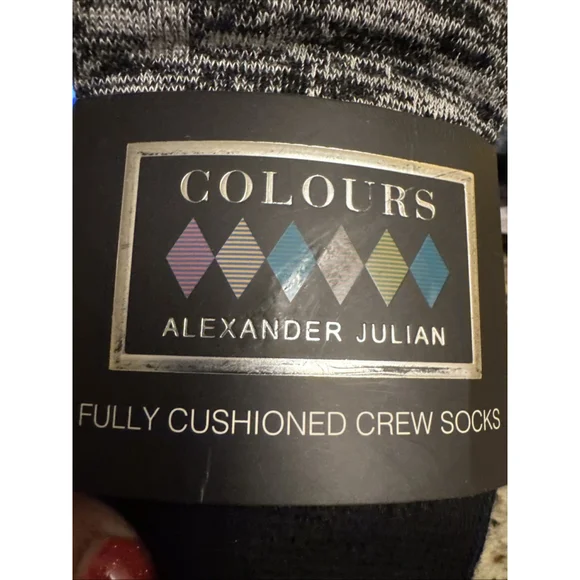 COLOURS
ALEXANDER JULIAN
FULLY CUSHIONED CREW SOCKS